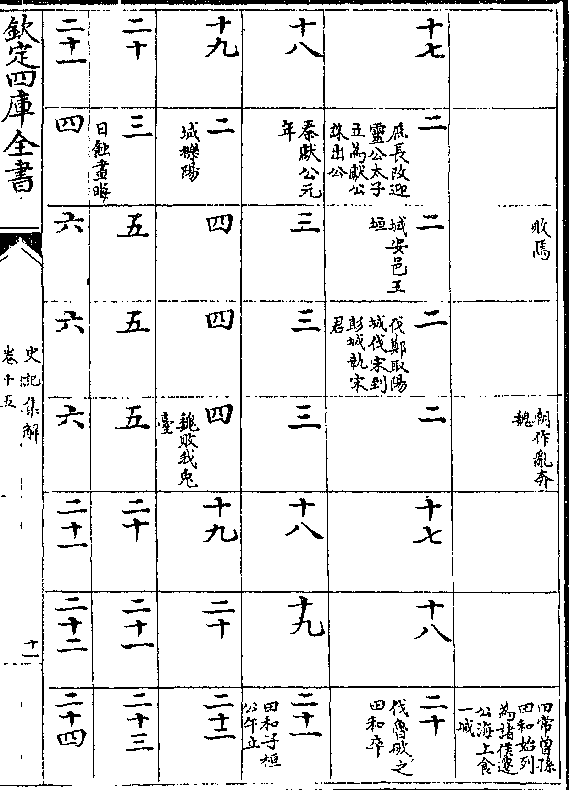 敗焉
朝作亂奔
魏
田常曾孫
田和始列
為諸侯遷
公海上食
一城
十七
二
庶長改迎
靈公太子
立為獻公
誅出公
二
城安邑王
垣
二
伐鄭取陽
城伐宋到
彭城執宋
君
二
十七
十八
二十
伐魯破之
田和卒
十八
秦獻公元
年
三
三
三
十八
十九
二十一
田和子桓
公午立
十九
二
城櫟陽
四
四
四
魏敗我兔
臺
十九
二十
二十二
二十
三
日蝕晝晦
五
五
五
二十
二十一
二十三
二十一
四
六
六
六
二十一
二十二
二十四
欽定四庫全書
史記集解
卷十五
十一